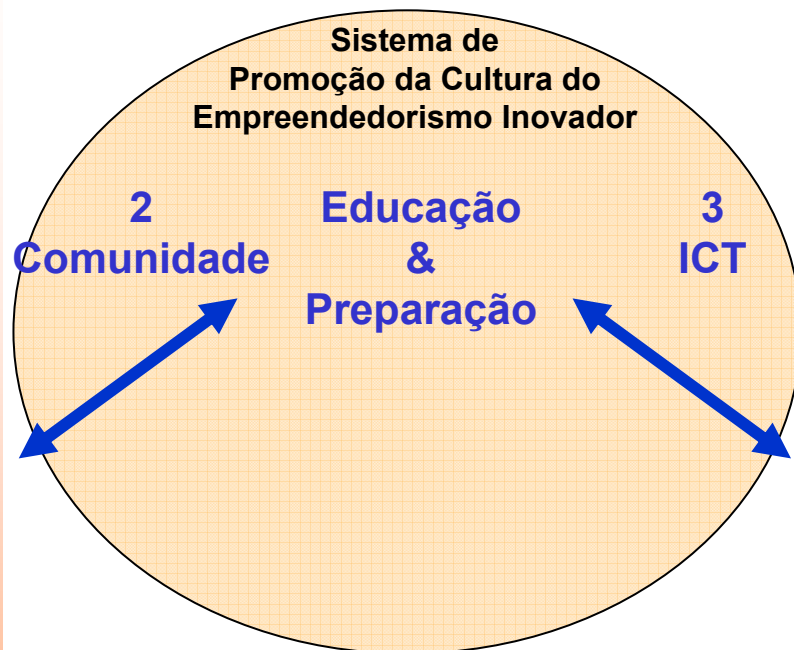 Sistema de
Promoção da Cultura do
Empreendedorismo Inovador
2
Comunidade
Educação
&
Preparação
3
ICT